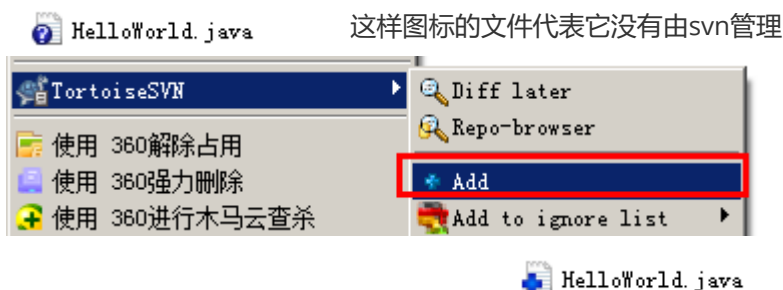 HelloWorld.java 这样图标的文件代表它没有由svn管理
TortoiseSVN
Diff later
Repo-browser
使用 360解除占用
使用 360强力删除
Add
使用 360进行木马云查杀
Add to ignore list
HelloWorld.java